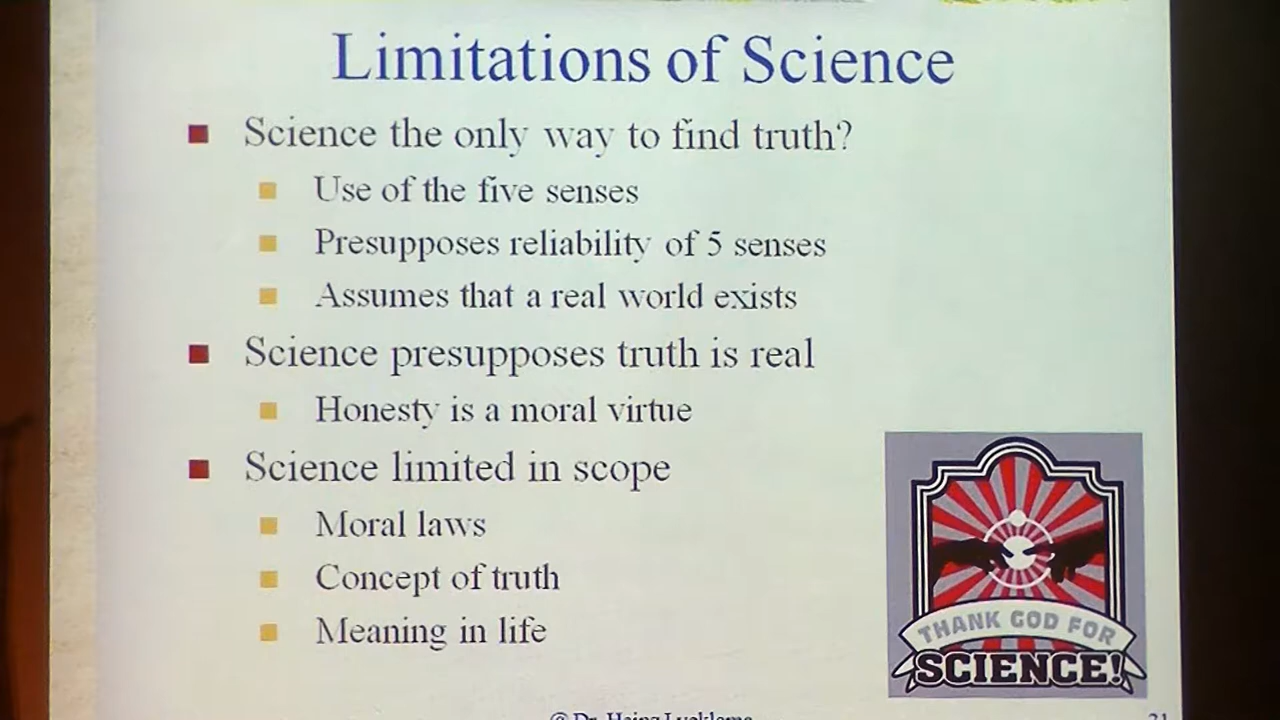 Limitations of Science
Science the only way to find truth?
Use of the five senses
Presupposes reliability of 5 senses
Assumes that a real world exists
Science presupposes truth is real
Honesty is a moral virtue
Science limited in scope
Moral laws
Concept of truth
Meaning in life
THANK GOD FOR
SCIENCE!
© Dr.